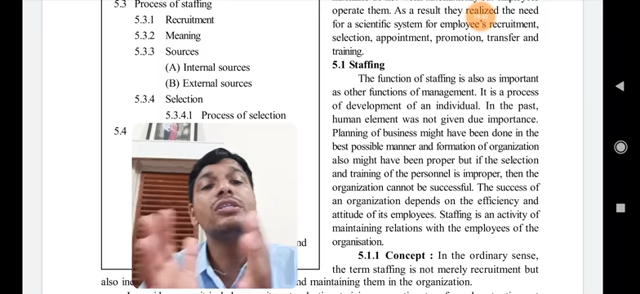 5.3 Process of staffing
5.3.1 Recruitment
5.3.2 Meaning
5.3.3 Sources
(A) Internal sources
(B) External sources
5.3.4 Selection
5.3.4.1 Process of selection
5.4
nd
operate them. As a result they realized the need
for a scientific system for employee's recruitment,
selection, appointment, promotion, transfer and
training.
5.1 Staffing
The function of staffing is also as important
as other functions of management. It is a process
of development of an individual. In the past,
human element was not given due importance.
Planning of business might have been done in the
best possible manner and formation of organization
also might have been proper but if the selection
and training of the personnel is improper, then the
organization cannot be successful. The success of
an organization depends on the efficiency and
attitude of its employees. Staffing is an activity of
maintaining relations with the employees of the
organisation.
5.1.1 Concept : In the ordinary sense,
the term staffing is not merely recruitment but
also in nd maintaining them in the organization.